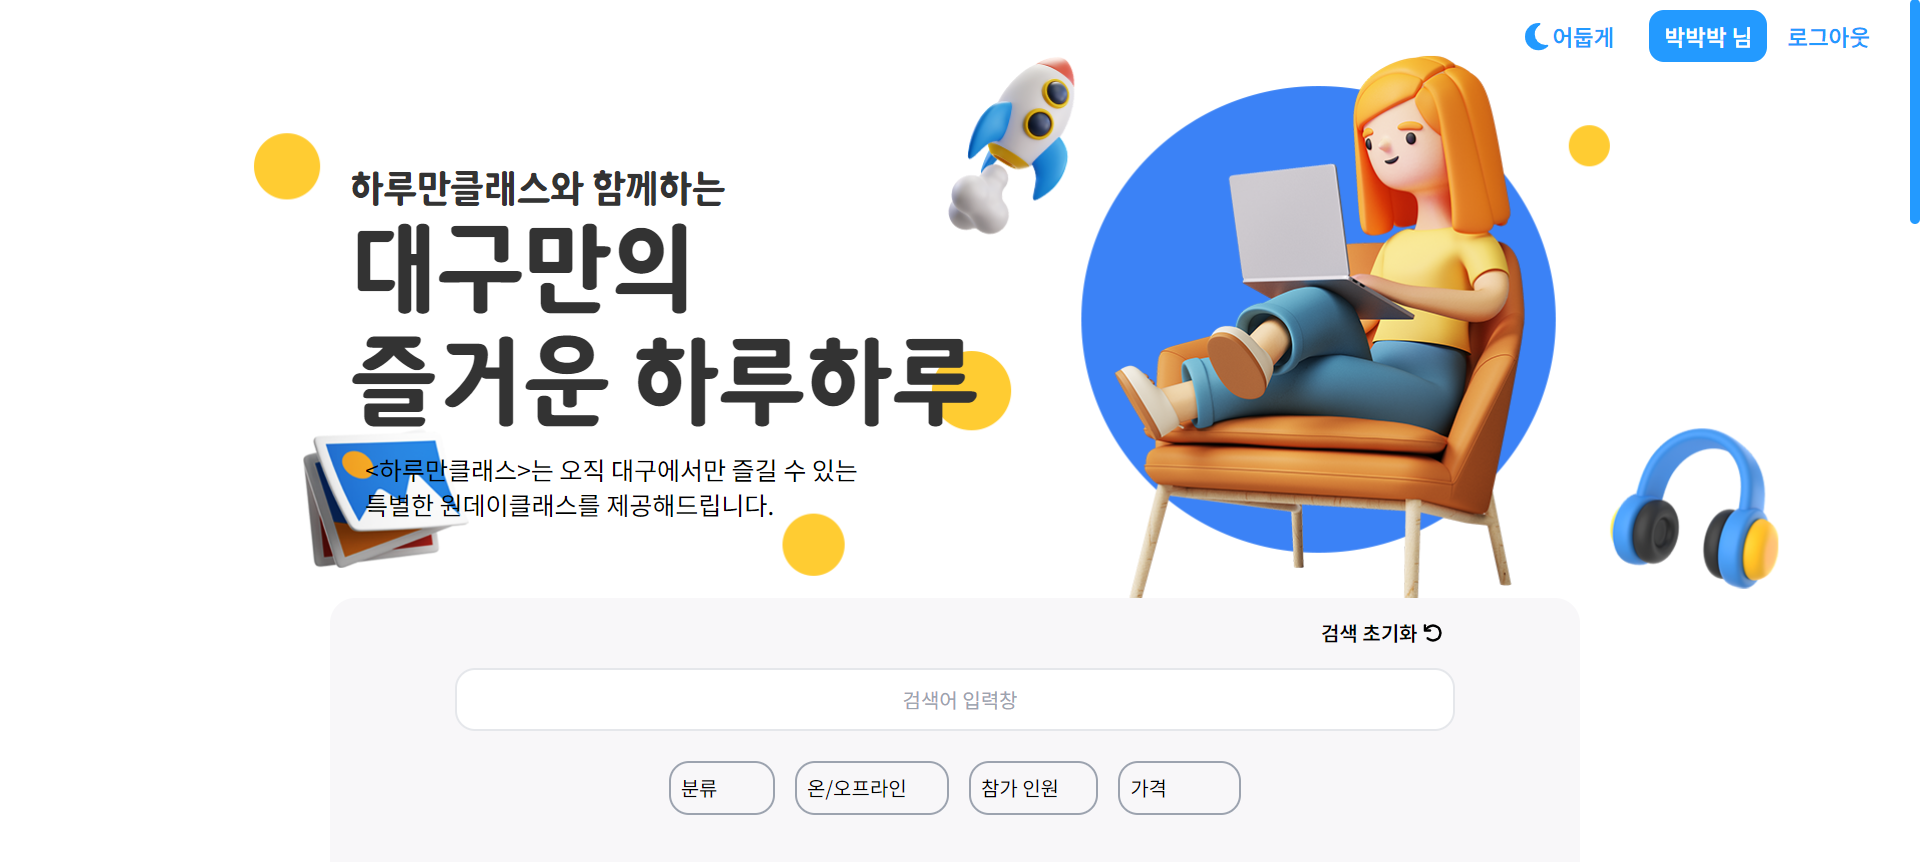 어둡게
박박박 님
로그아웃
하루만클래스와 함께하는
대구만의
즐거운 하루하루
<하루만클래스>는 오직 대구에서만 즐길 수 있는
특별한 원데이클래스를 제공해드립니다.
검색 초기화
검색어 입력창
분류
온/오프라인
참가 인원
가격